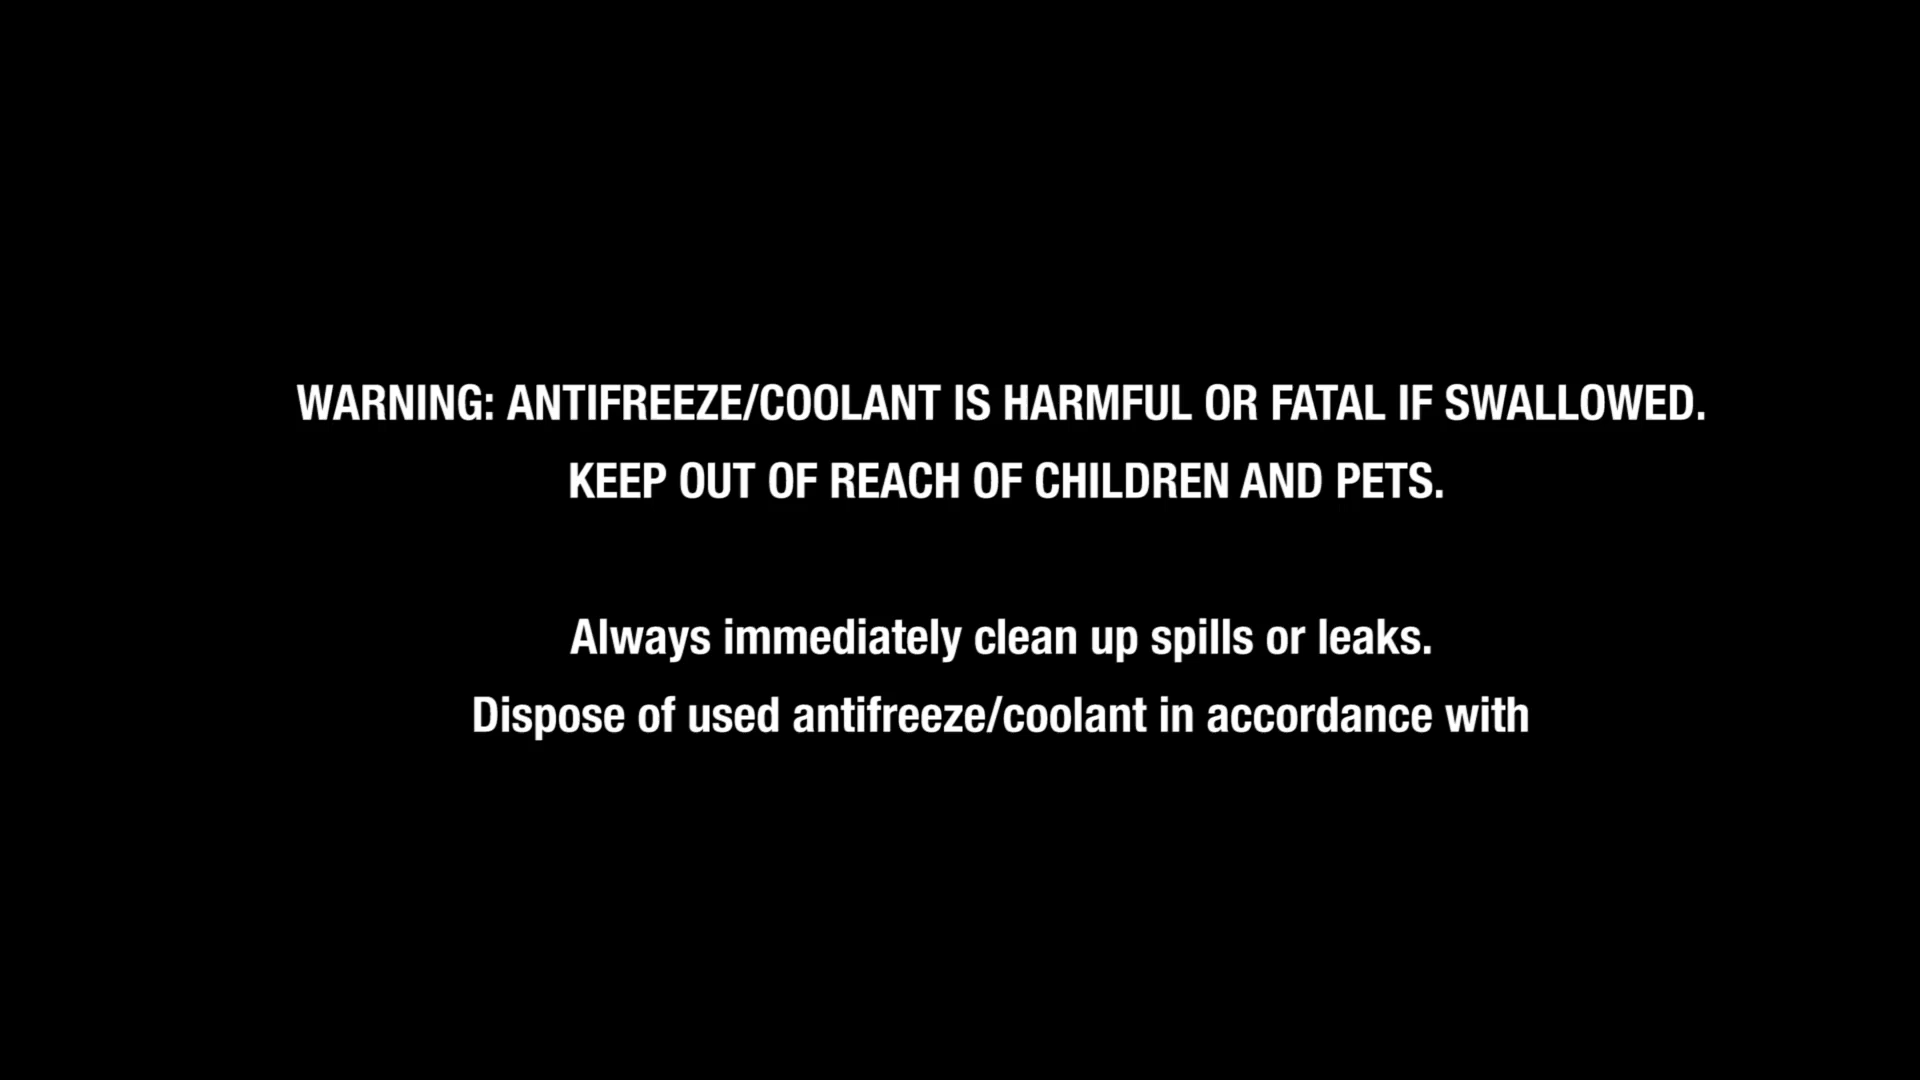 WARNING: ANTIFREEZE/COOLANT IS HARMFUL OR FATAL IF SWALLOWED.
KEEP OUT OF REACH OF CHILDREN AND PETS.
Always immediately clean up spills or leaks.
Dispose of used antifreeze/coolant in accordance with